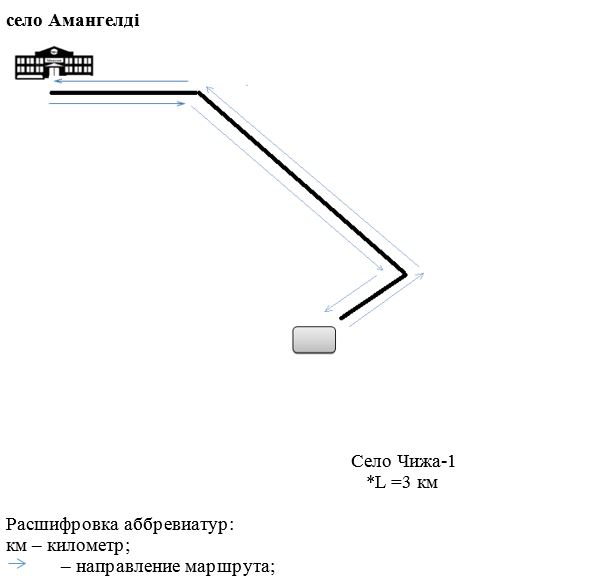 село Амангелді
Село Чижа-1
*L =3 км
Расшифровка аббревиатур:
км – километр;
– направление маршрута;